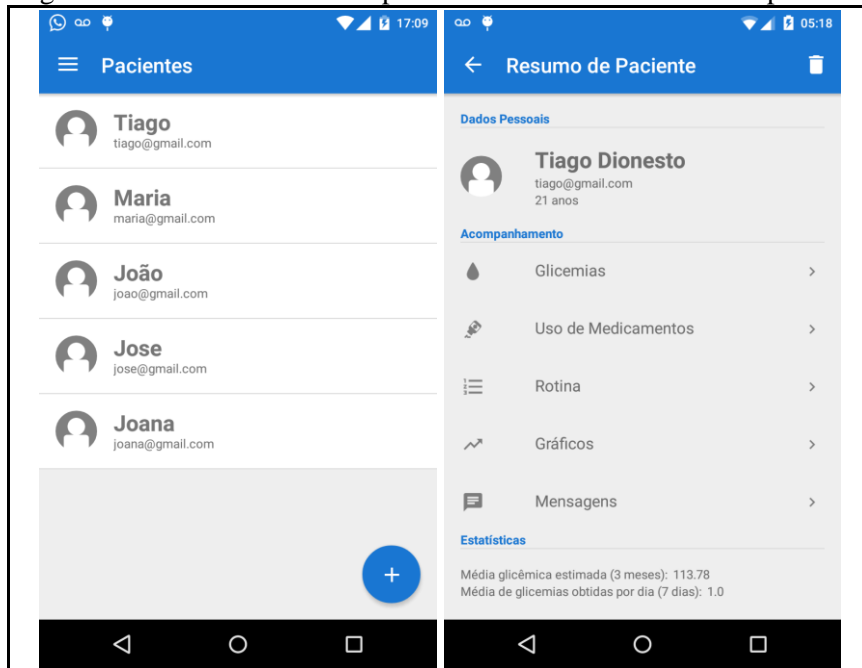 17:09
Pacientes
Tiago
tiago@gmail.com
Maria
maria@gmail.com
João
joao@gmail.com
Jose
jose@gmail.com
Joana
joana@gmail.com
+
05:18
Resumo de Paciente
Dados Pessoais
Tiago Dionesto
tiago@gmail.com
21 anos
Acompanhamento
Glicemias
Uso de Medicamentos
Rotina
Gráficos
Mensagens
Estatísticas
Média glicêmica estimada (3 meses): 113.78
Média de glicemias obtidas por dia (7 dias): 1.0